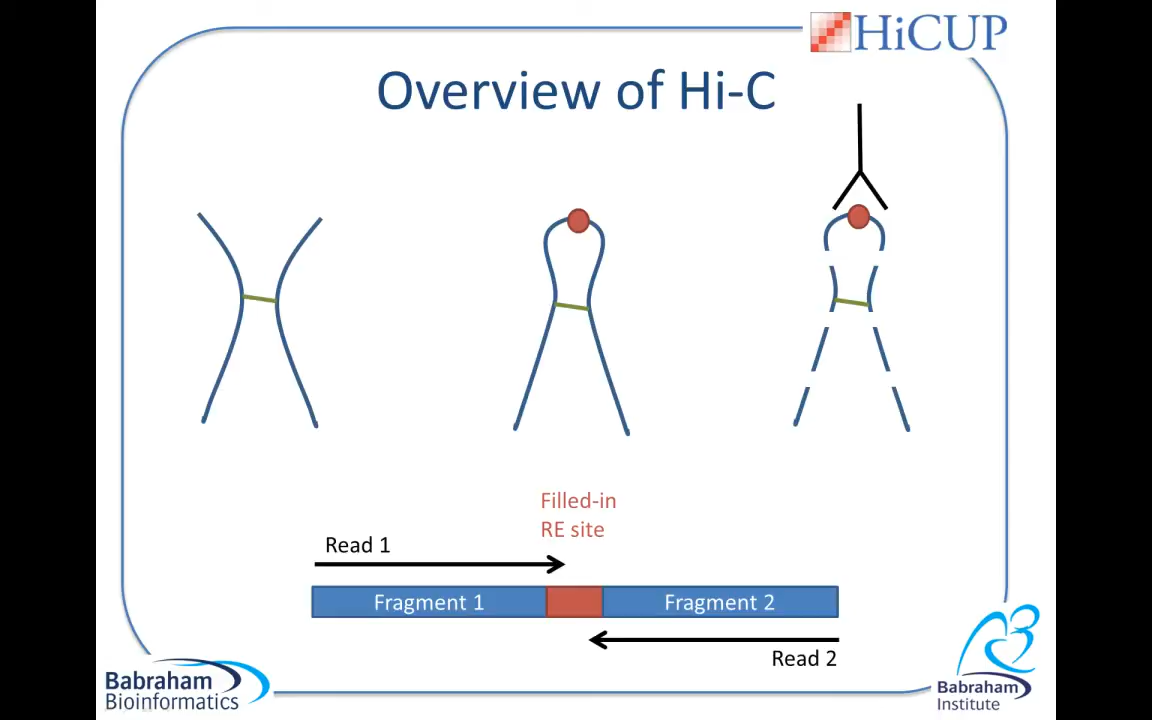 HiCUP
Overview of Hi-C
Filled-in
RE site
Read 1
Fragment 1
Fragment 2
Read 2
Babraham
Bioinformatics
Babraham
Institute